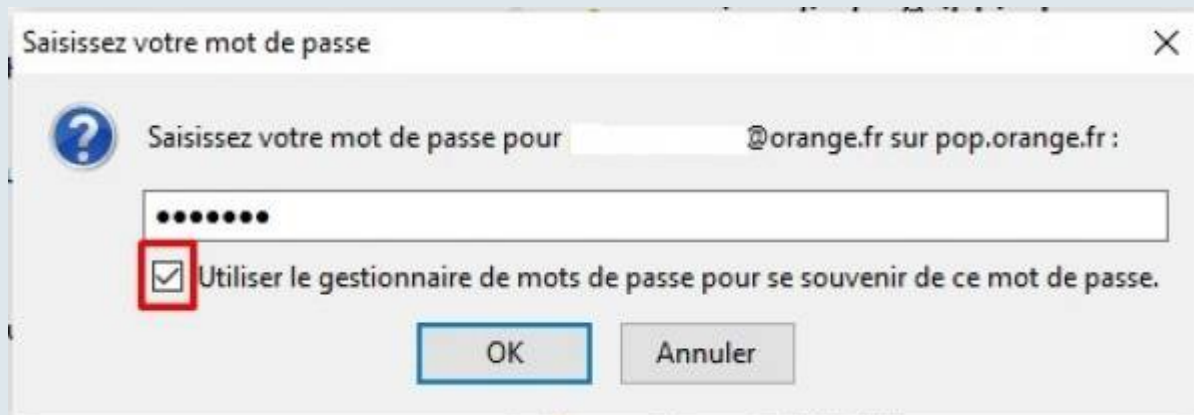 Saisissez votre mot de passe
Saisissez votre mot de passe pour @orange.fr sur pop.orange.fr :
•••••••
Utiliser le gestionnaire de mots de passe pour se souvenir de ce mot de passe.
OK
Annuler